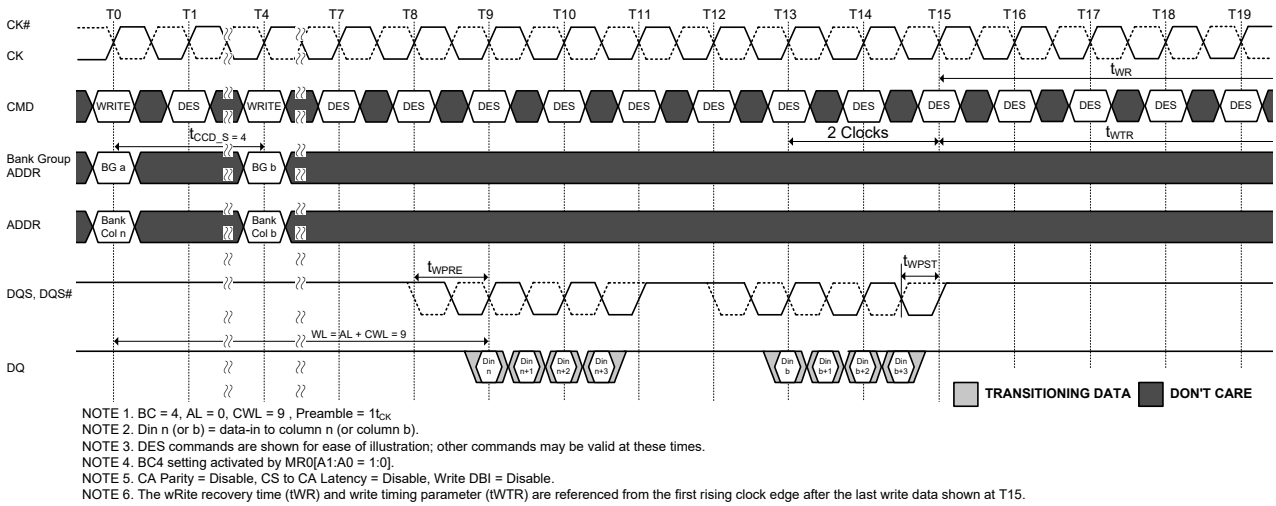 T0 T1 T4 T7 T8 T9 T10 T11 T12 T13 T14 T15 T16 T17 T18 T19
CK#
CK
tWR
CMD
WRITE DES WRITE DES DES DES DES DES DES DES DES DES DES DES DES DES
tCCD_S = 4
2 Clocks
tWTR
Bank Group
ADDR
BG a BG b
ADDR
Bank
Col n
Bank
Col b
tWPRE
tWPST
DQS, DQS#
WL = AL + CWL = 9
DQ
Din
n
Din
n+1
Din
n+2
Din
n+3
Din
b
Din
b+1
Din
b+2
Din
b+3
TRANSITIONING DATA DON'T CARE
NOTE 1. BC = 4, AL = 0, CWL = 9 , Preamble = 1tCK
NOTE 2. Din n (or b) = data-in to column n (or column b).
NOTE 3. DES commands are shown for ease of illustration; other commands may be valid at these times.
NOTE 4. BC4 setting activated by MR0[A1:A0 = 1:0].
NOTE 5. CA Parity = Disable, CS to CA Latency = Disable, Write DBI = Disable.
NOTE 6. The wRite recovery time (tWR) and write timing parameter (tWTR) are referenced from the first rising clock edge after the last write data shown at T15.